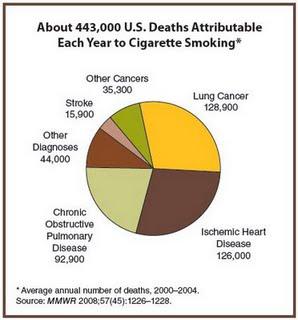 About 443,000 U.S. Deaths Attributable
Each Year to Cigarette Smoking*
Other Cancers
35,300
Lung Cancer
128,900
Stroke
15,900
Other
Diagnoses
44,000
Chronic
Obstructive
Pulmonary
Disease
92,900
Ischemic Heart
Disease
126,000
* Average annual number of deaths, 2000–2004.
Source: MMWR 2008;57(45):1226–1228.